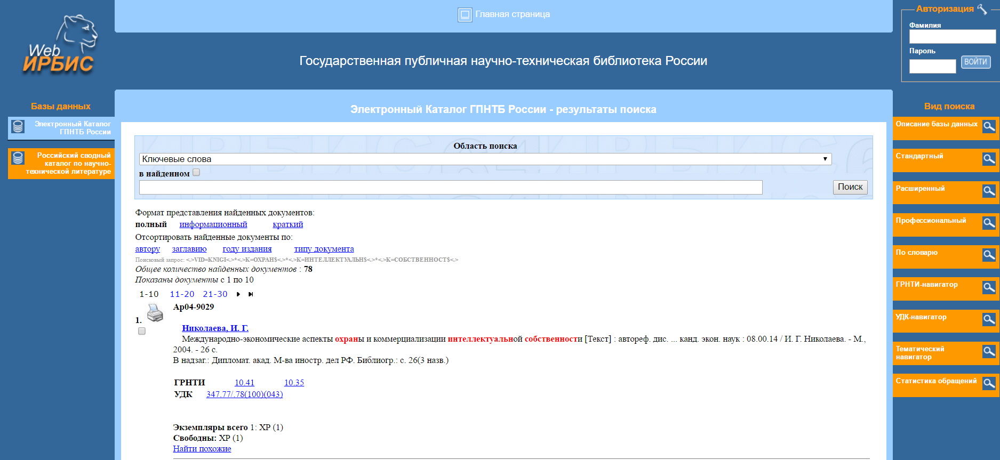 Web
ИРБИС
Главная страница
Государственная публичная научно-техническая библиотека России
Авторизация
Фамилия
Пароль
ВОЙТИ
Базы данных
Электронный Каталог
ГПНТБ России
Российский сводный
каталог по научно-
технической литературе
Электронный Каталог ГПНТБ России - результаты поиска
Область поиска
Ключевые слова
в найденном
Поиск
Формат представления найденных документов:
полный информационный краткий
Отсортировать найденные документы по:
автору заглавию году издания типу документа
Поисковый запрос: <.>VID=KNIGI<.>*<.>K=ОХРАН$<.>*<.>K=ИНТЕЛЛЕКТУАЛЬН$<.>*<.>K=СОБСТВЕННОСТ$<.>
Общее количество найденных документов : 78
Показаны документы с 1 по 10
1-10 11-20 21-30
1.
Ар04-9029
Николаева, И. Г.
Международно-экономические аспекты охраны и коммерциализации интеллектуальной собственности [Текст] : автореф. дис. ... канд. экон. наук : 08.00.14 / И. Г. Николаева. - М.,
2004. - 26 с.
В надзаг.: Дипломат. акад. М-ва иностр. дел РФ. Библиогр.: с. 26(3 назв.)
ГРНТИ 10.41 10.35
УДК 347.77/.78(100)(043)
Экземпляры всего 1: ХР (1)
Свободны: ХР (1)
Найти похожие
Вид поиска
Описание базы данных
Стандартный
Расширенный
Профессиональный
По словарю
ГРНТИ-навигатор
УДК-навигатор
Тематический
навигатор
Статистика обращений